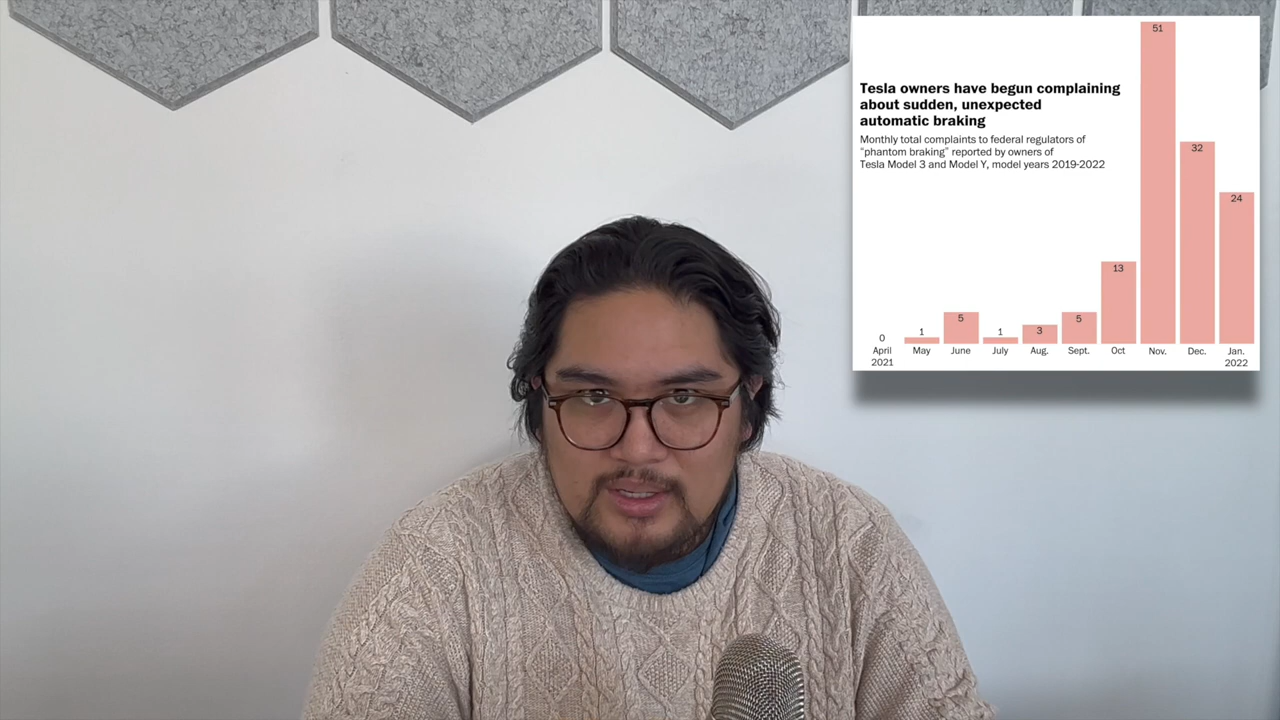 Tesla owners have begun complaining
about sudden, unexpected
automatic braking
Monthly total complaints to federal regulators of
“phantom braking” reported by owners of
Tesla Model 3 and Model Y, model years 2019-2022
0 1 5 1 3 5 13 51 32 24
April May June July Aug. Sept. Oct Nov. Dec. Jan.
2021 2022